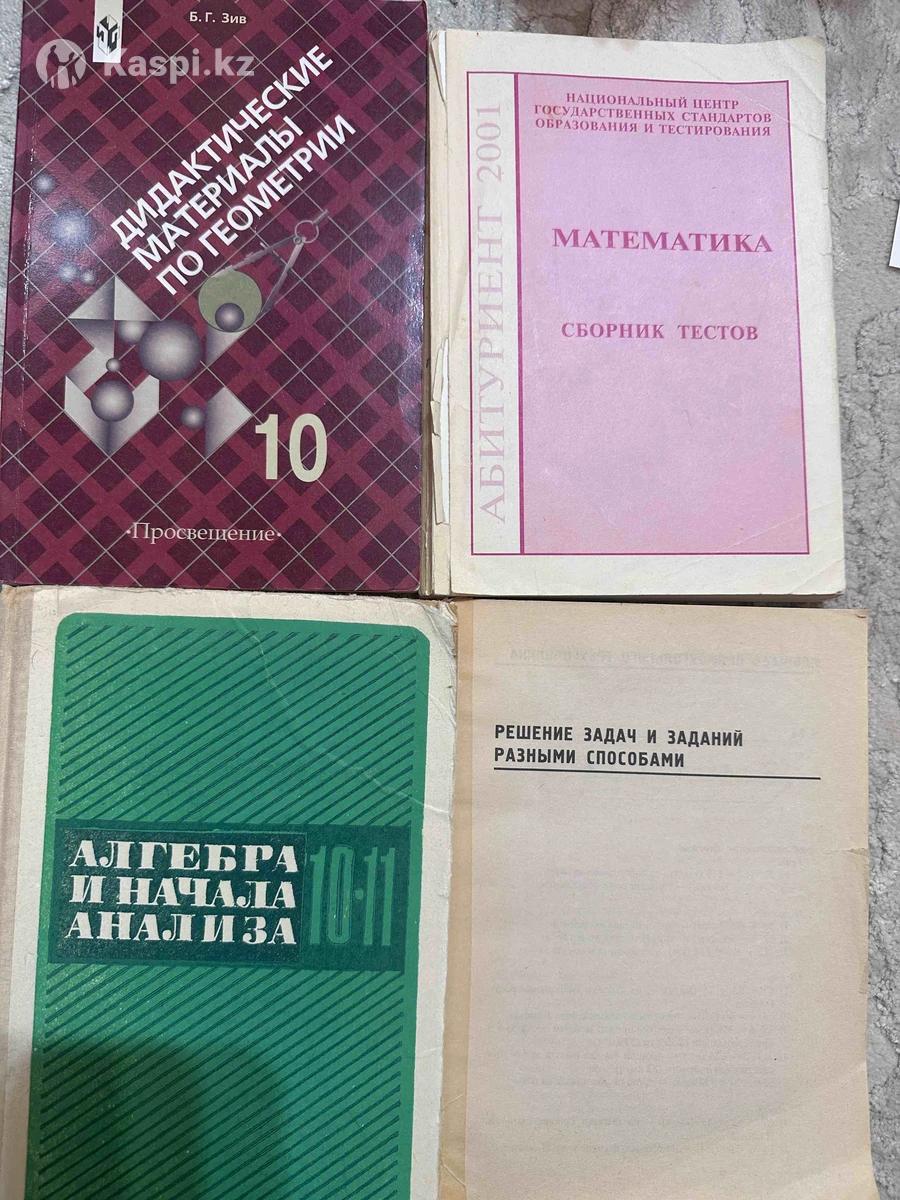 Kaspi.kz
Б. Г. Зив
ДИДАКТИЧЕСКИЕ
МАТЕРИАЛЫ
ПО ГЕОМЕТРИИ
10
·Просвещение·
АБИТУРИЕНТ 2001
НАЦИОНАЛЬНЫЙ ЦЕНТР
ГОСУДАРСТВЕННЫХ СТАНДАРТОВ
ОБРАЗОВАНИЯ И ТЕСТИРОВАНИЯ
МАТЕМАТИКА
СБОРНИК ТЕСТОВ
АЛГЕБРА
И НАЧАЛА
АНАЛИЗА
10·11
РЕШЕНИЕ ЗАДАЧ И ЗАДАНИЙ
РАЗНЫМИ СПОСОБАМИ